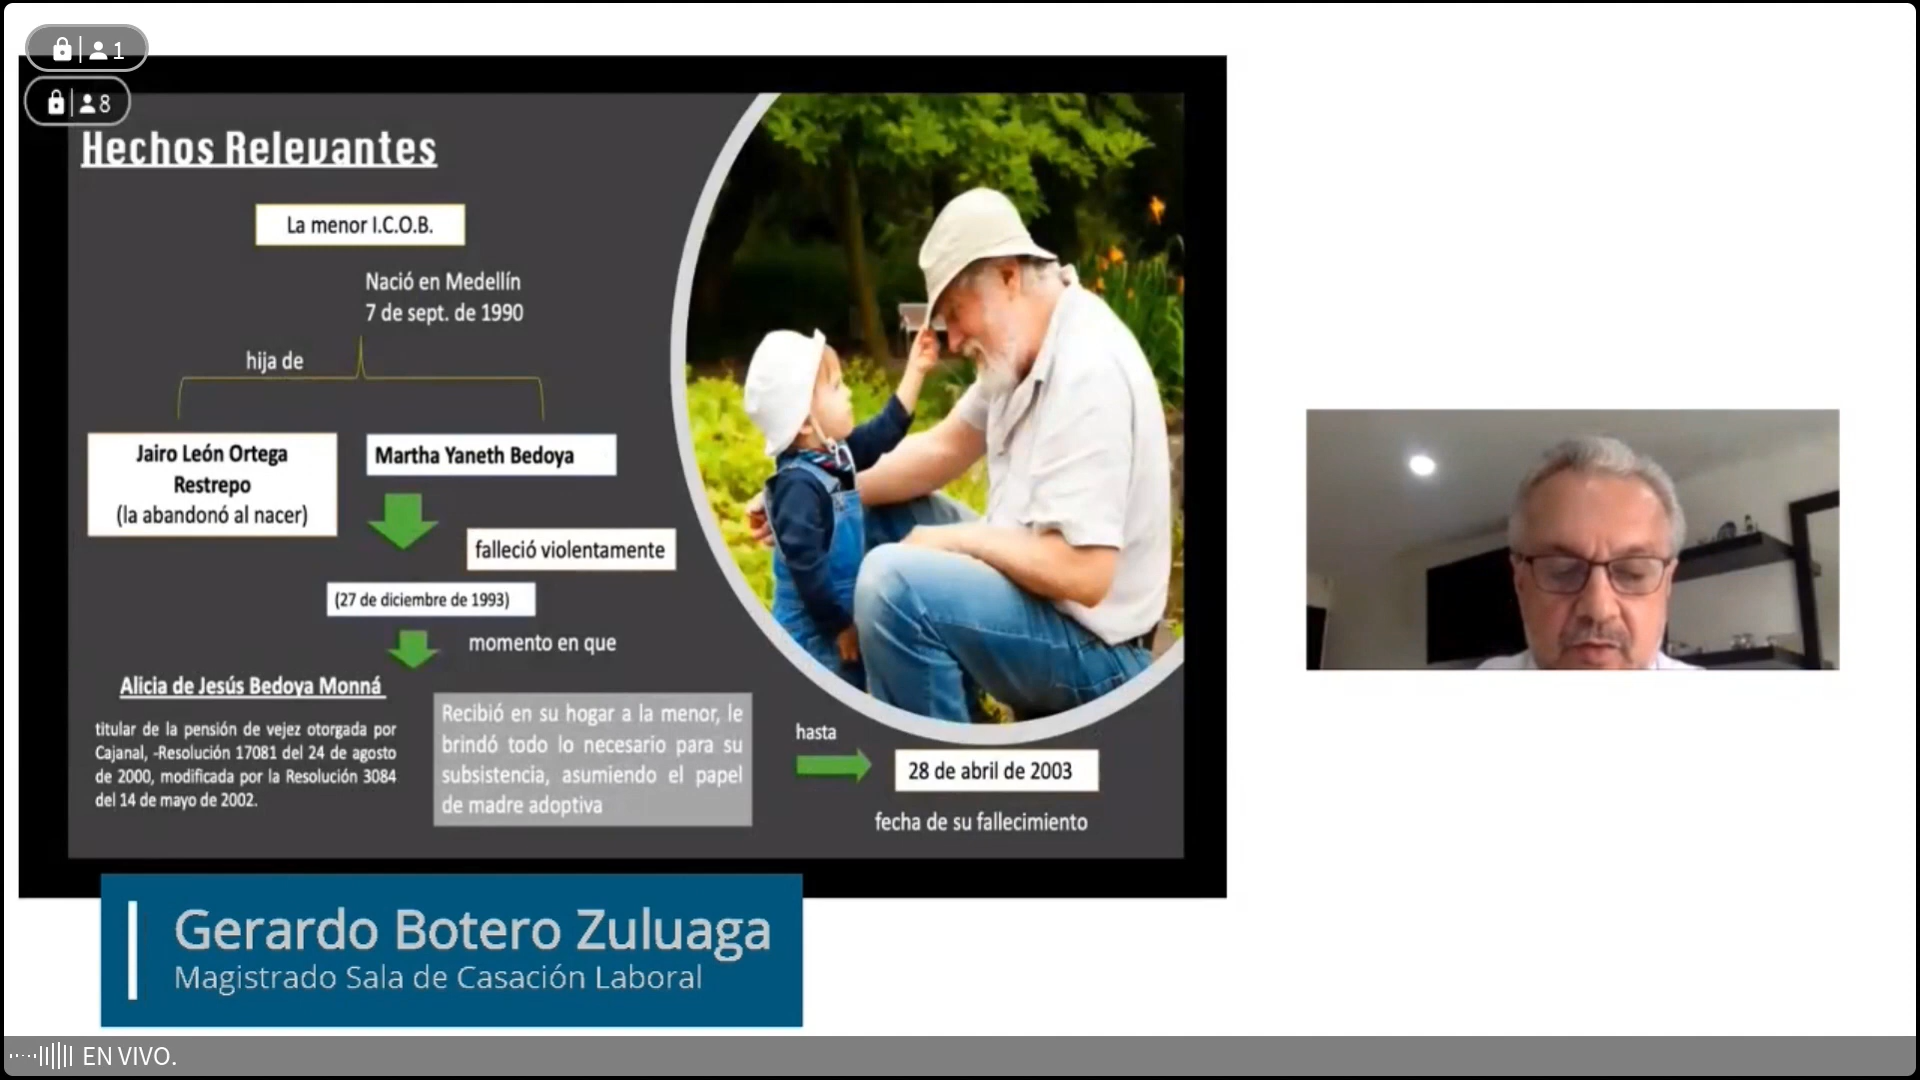 1
8
Hechos Relevantes
La menor I.C.O.B.
Nació en Medellín
7 de sept. de 1990
hija de
Jairo León Ortega
Restrepo
(la abandonó al nacer)
Martha Yaneth Bedoya
falleció violentamente
(27 de diciembre de 1993)
momento en que
Alicia de Jesús Bedoya Monná
titular de la pensión de vejez otorgada por
Cajanal, -Resolución 17081 del 24 de agosto
de 2000, modificada por la Resolución 3084
del 14 de mayo de 2002.
Recibió en su hogar a la menor, le
brindó todo lo necesario para su
subsistencia, asumiendo el papel
de madre adoptiva
hasta
28 de abril de 2003
fecha de su fallecimiento
Gerardo Botero Zuluaga
Magistrado Sala de Casación Laboral
EN VIVO.